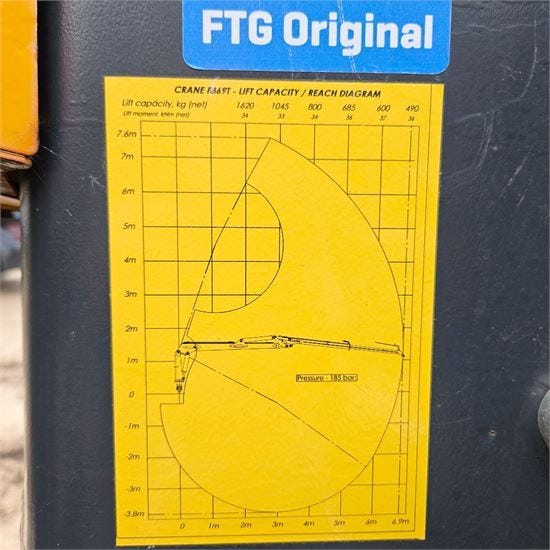 FTG Original
CRANE F869T - LIFT CAPACITY / REACH DIAGRAM
Lift capacity, kg (net) 1620 1045 800 685 600 490
Lift moment, kNm (net) 34 33 34 36 37 36
7.6m
7m
6m
5m
4m
3m
2m
1m
Pressure - 185 bar
0
-1m
-2m
-3m
-3.8m
0 1m 2m 3m 4m 5m 6m 6.9m